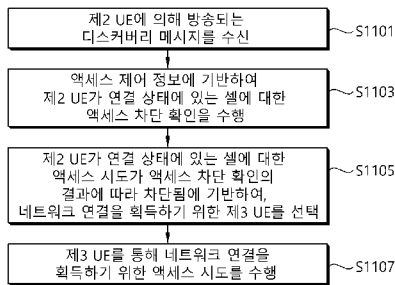 제2 UE에 의해 방송되는
디스커버리 메시지를 수신
S1101
액세스 제어 정보에 기반하여
제2 UE가 연결 상태에 있는 셀에 대한
액세스 차단 확인을 수행
S1103
제2 UE가 연결 상태에 있는 셀에 대한
액세스 시도가 액세스 차단 확인의
결과에 따라 차단됨에 기반하여,
네트워크 연결을 획득하기 위한 제3 UE를 선택
S1105
제3 UE를 통해 네트워크 연결을
획득하기 위한 액세스 시도를 수행
S1107